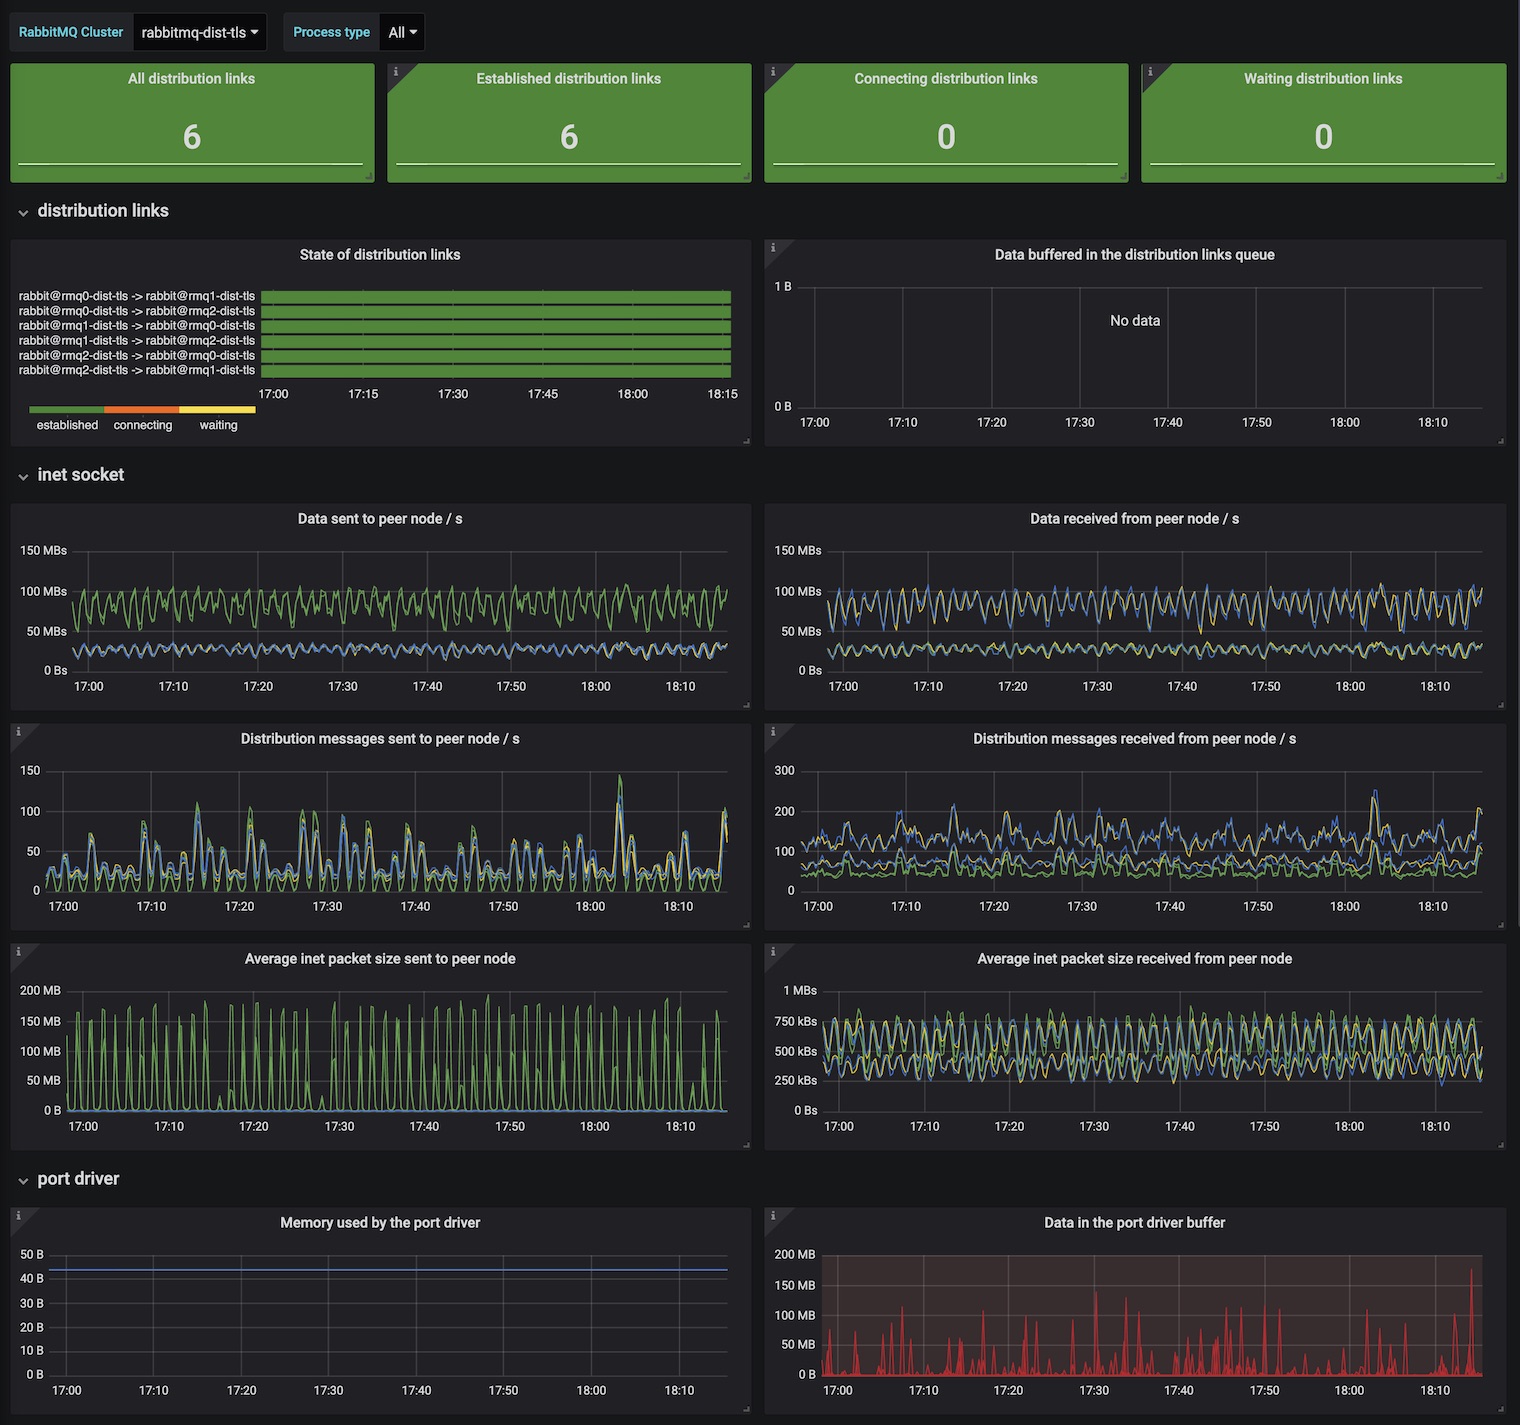 RabbitMQ Cluster rabbitmq-dist-tls Process type All
All distribution links
6
Established distribution links
6
Connecting distribution links
0
Waiting distribution links
0
distribution links
State of distribution links
rabbit@rmq0-dist-tls -> rabbit@rmq1-dist-tls
rabbit@rmq0-dist-tls -> rabbit@rmq2-dist-tls
rabbit@rmq1-dist-tls -> rabbit@rmq0-dist-tls
rabbit@rmq1-dist-tls -> rabbit@rmq2-dist-tls
rabbit@rmq2-dist-tls -> rabbit@rmq0-dist-tls
rabbit@rmq2-dist-tls -> rabbit@rmq1-dist-tls
17:00 17:15 17:30 17:45 18:00 18:15
established connecting waiting
Data buffered in the distribution links queue
1 B
No data
0 B
17:00 17:10 17:20 17:30 17:40 17:50 18:00 18:10
inet socket
Data sent to peer node / s
150 MBs
100 MBs
50 MBs
0 Bs
17:00 17:10 17:20 17:30 17:40 17:50 18:00 18:10
Data received from peer node / s
150 MBs
100 MBs
50 MBs
0 Bs
17:00 17:10 17:20 17:30 17:40 17:50 18:00 18:10
Distribution messages sent to peer node / s
150
100
50
0
17:00 17:10 17:20 17:30 17:40 17:50 18:00 18:10
Distribution messages received from peer node / s
300
200
100
0
17:00 17:10 17:20 17:30 17:40 17:50 18:00 18:10
Average inet packet size sent to peer node
200 MB
150 MB
100 MB
50 MB
0 B
17:00 17:10 17:20 17:30 17:40 17:50 18:00 18:10
Average inet packet size received from peer node
1 MBs
750 kBs
500 kBs
250 kBs
0 Bs
17:00 17:10 17:20 17:30 17:40 17:50 18:00 18:10
port driver
Memory used by the port driver
50 B
40 B
30 B
20 B
10 B
0 B
17:00 17:10 17:20 17:30 17:40 17:50 18:00 18:10
Data in the port driver buffer
200 MB
150 MB
100 MB
50 MB
0 B
17:00 17:10 17:20 17:30 17:40 17:50 18:00 18:10